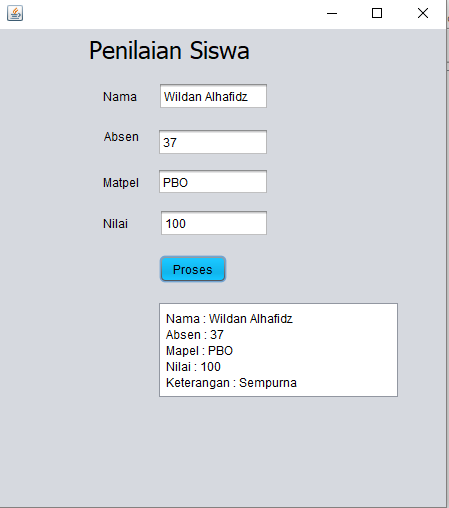 Penilaian Siswa
Nama Wildan Alhafidz
Absen 37
Matpel PBO
Nilai 100
Proses
Nama : Wildan Alhafidz
Absen : 37
Mapel : PBO
Nilai : 100
Keterangan : Sempurna